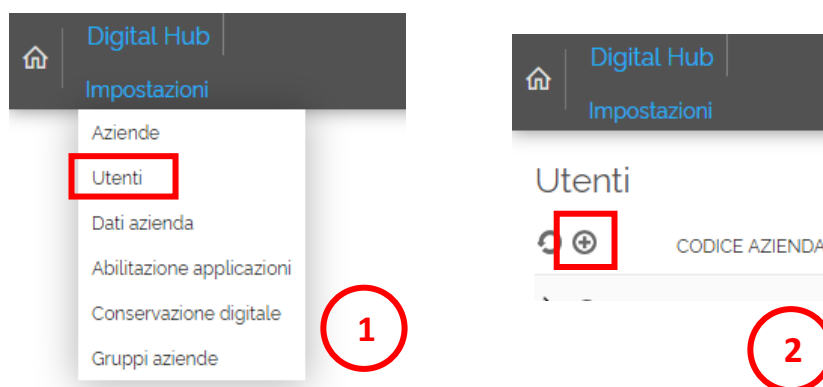 Digital Hub
Impostazioni
Aziende
Utenti
Dati azienda
Abilitazione applicazioni
Conservazione digitale
Gruppi aziende
1
Digital Hub
Impostazioni
Utenti
CODICE AZIENDA
2